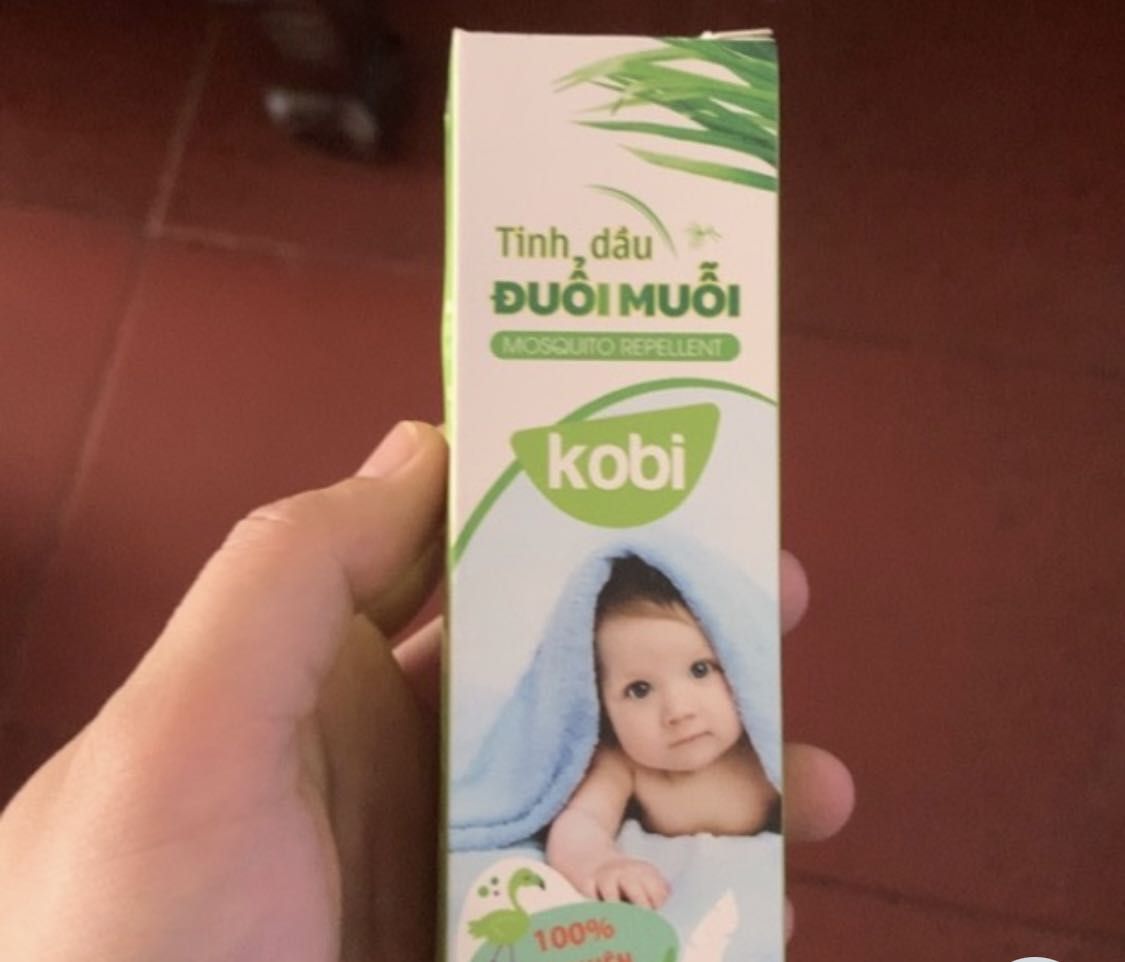 Tinh dầu
ĐUỔI MUỖI
MOSQUITO REPELLENT
kobi
100%